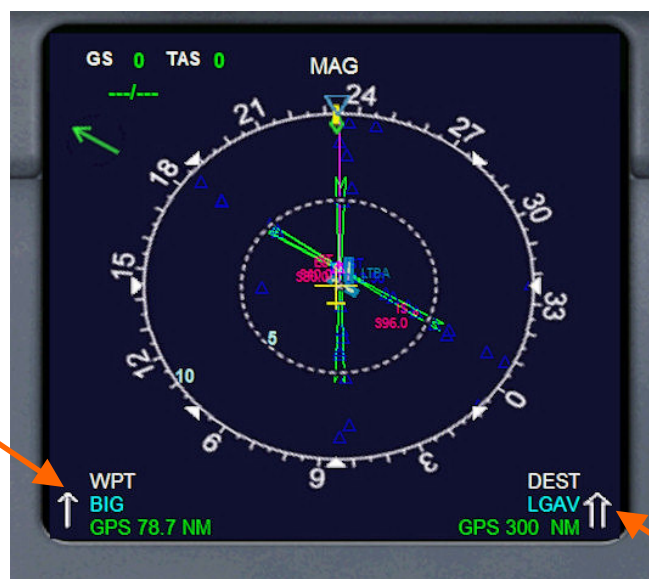 GS 0 TAS 0
---/---
MAG
24
27
30
33
0
3
6
9
12
15
18
21
LTBA
S96.0
5
10
WPT
BIG
GPS 78.7 NM
DEST
LGAV
GPS 300 NM